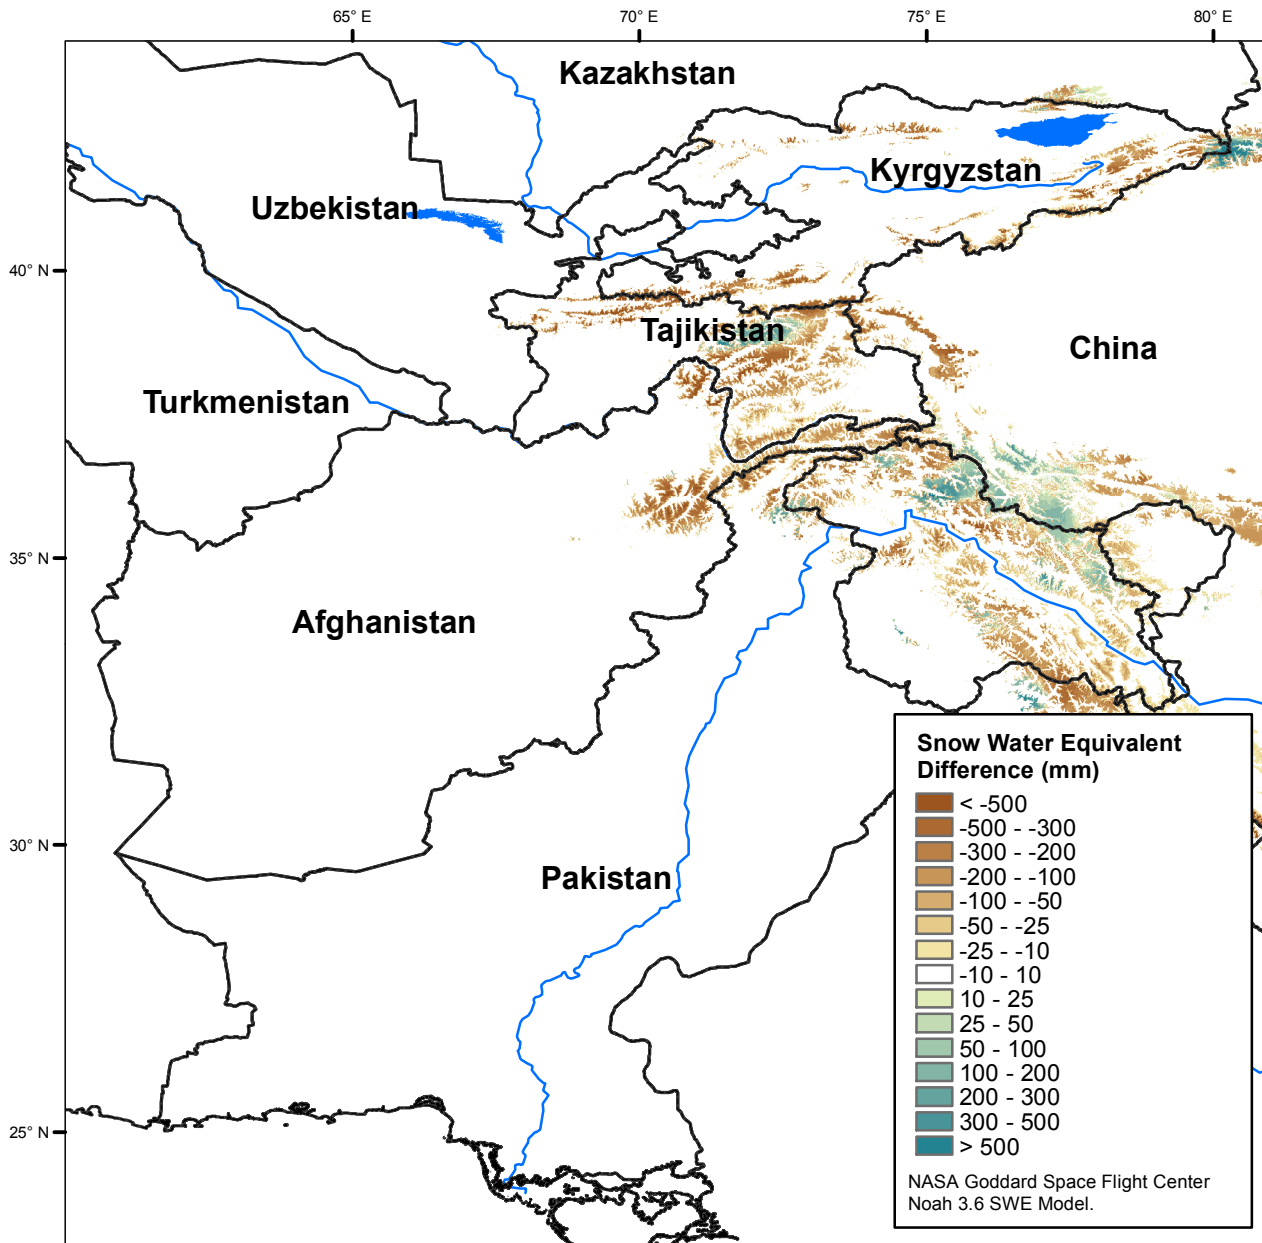 65° E
70° E
75° E
80° E
Kazakhstan
Kyrgyzstan
Uzbekistan
40° N
Tajikistan
China
Turkmenistan
35° N
Afghanistan
30° N
Pakistan
25° N
Snow Water Equivalent
Difference (mm)
< -500
-500 - -300
-300 - -200
-200 - -100
-100 - -50
-50 - -25
-25 - -10
-10 - 10
10 - 25
25 - 50
50 - 100
100 - 200
200 - 300
300 - 500
> 500
NASA Goddard Space Flight Center
Noah 3.6 SWE Model.